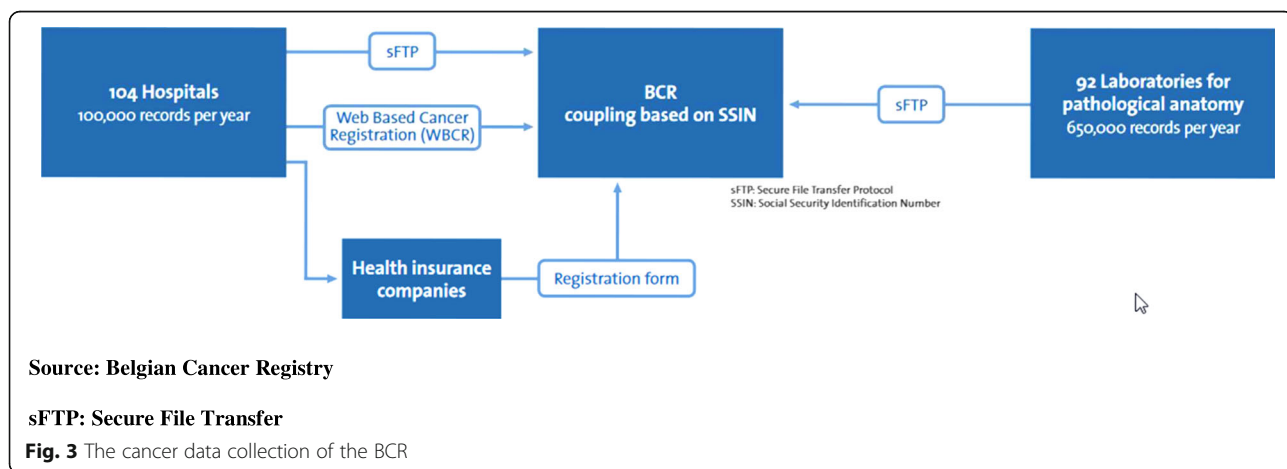 104 Hospitals
100,000 records per year
sFTP
Web Based Cancer
Registration (WBCR)
BCR
coupling based on SSIN
sFTP
92 Laboratories for
pathological anatomy
650,000 records per year
sFTP: Secure File Transfer Protocol
SSIN: Social Security Identification Number
Health insurance
companies
Registration form
Source: Belgian Cancer Registry
sFTP: Secure File Transfer
Fig. 3 The cancer data collection of the BCR